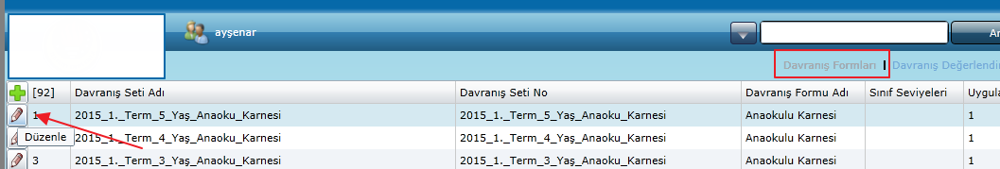 ayşenar
Davranış Formları | Davranış Değerlendir
[92] Davranış Seti Adı Davranış Seti No Davranış Formu Adı Sınıf Seviyeleri Uygula
1 2015_1._Term_5_Yaş_Anaoku_Karnesi 2015_1._Term_5_Yaş_Anaoku_Karnesi Anaokulu Karnesi 1
Düzenle 2015_1._Term_4_Yaş_Anaoku_Karnesi 2015_1._Term_4_Yaş_Anaoku_Karnesi Anaokulu Karnesi 1
3 2015_1._Term_3_Yaş_Anaoku_Karnesi 2015_1._Term_3_Yaş_Anaoku_Karnesi Anaokulu Karnesi 1